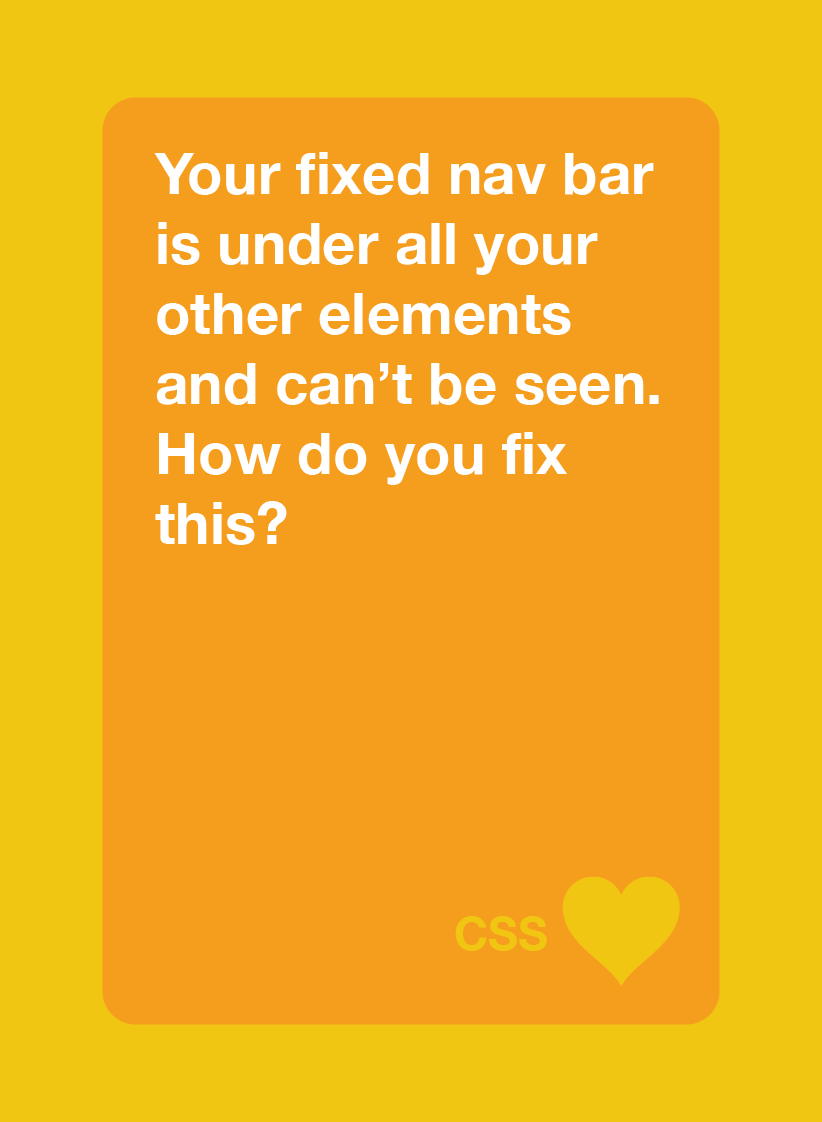 Your fixed nav bar
is under all your
other elements
and can’t be seen.
How do you fix
this?
CSS